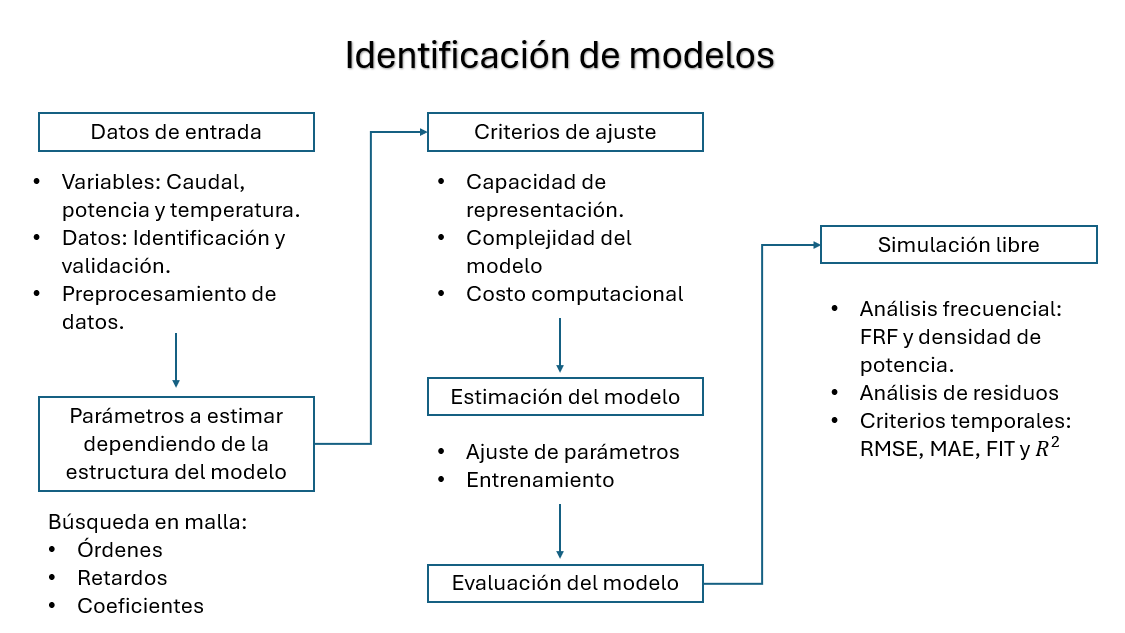 Identificación de modelos
Datos de entrada
• Variables: Caudal,
potencia y temperatura.
• Datos: Identificación y
validación.
• Preprocesamiento de
datos.
Parámetros a estimar
dependiendo de la
estructura del modelo
Búsqueda en malla:
• Órdenes
• Retardos
• Coeficientes
Criterios de ajuste
• Capacidad de
representación.
• Complejidad del
modelo
• Costo computacional
Estimación del modelo
• Ajuste de parámetros
• Entrenamiento
Evaluación del modelo
Simulación libre
• Análisis frecuencial:
FRF y densidad de
potencia.
• Análisis de residuos
• Criterios temporales:
RMSE, MAE, FIT y R²